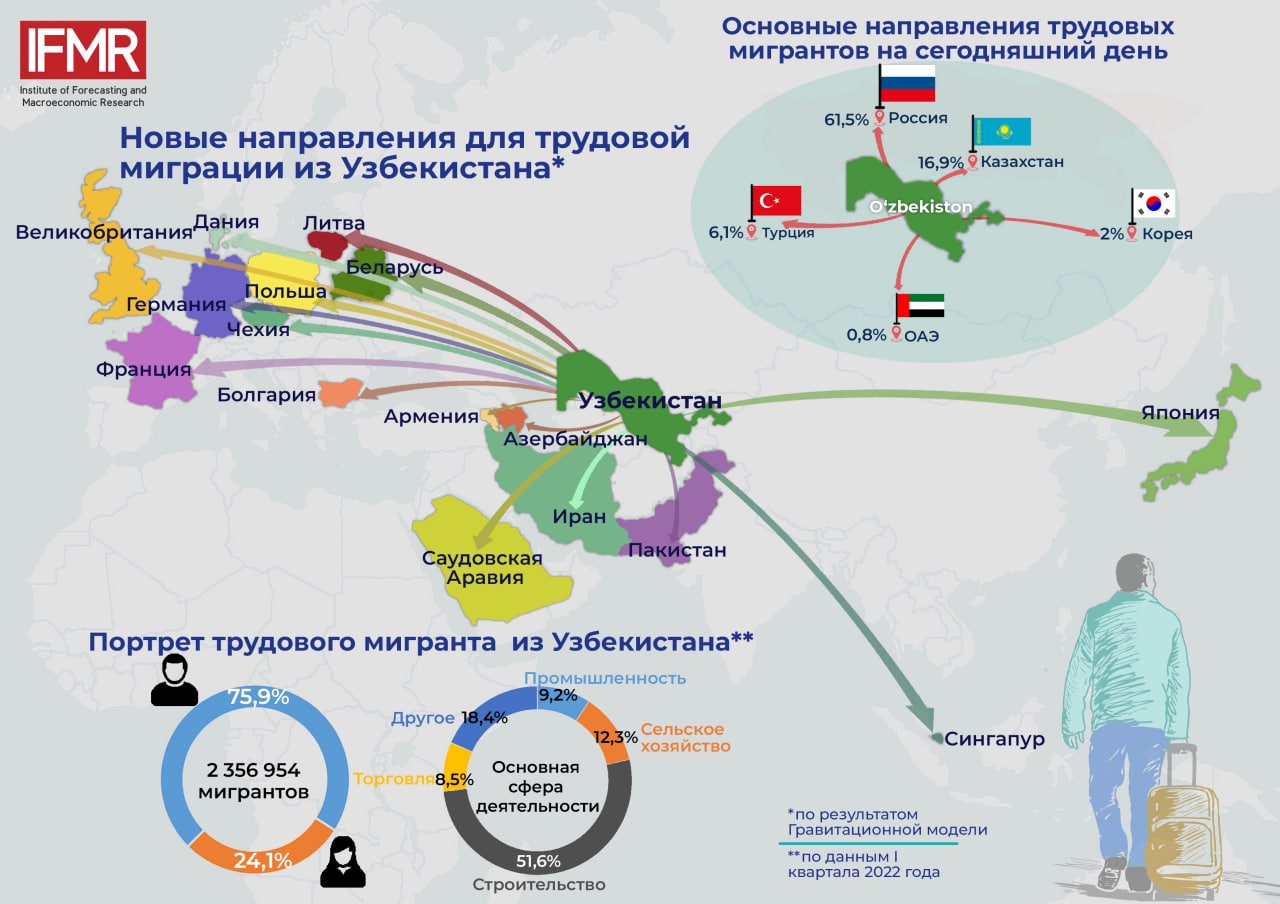 IFMR
Institute of Forecasting and
Macroeconomic Research
Основные направления трудовых
мигрантов на сегодняшний день
61,5% Россия
16,9% Казахстан
O‘zbekiston
6,1% Турция
2% Корея
0,8% ОАЭ
Новые направления для трудовой
миграции из Узбекистана*
Великобритания
Дания
Литва
Беларусь
Германия
Польша
Чехия
Франция
Болгария
Армения
Узбекистан
Азербайджан
Япония
Иран
Пакистан
Саудовская
Аравия
Сингапур
Портрет трудового мигранта из Узбекистана**
75,9%
2 356 954
мигрантов
24,1%
Промышленность
9,2%
Другое 18,4%
12,3% Сельское
хозяйство
Торговля 8,5%
Основная
сфера
деятельности
51,6%
Строительство
*по результатом
Гравитационной модели
**по данным I
квартала 2022 года